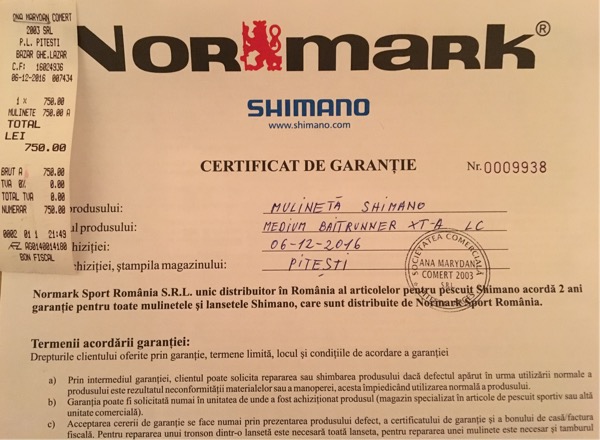 ANA MARYDAN COMERT
2003 SRL
P.L. PITESTI
BAZAR GHE.LAZAR
C.F: 16024936
06-12-2016 007434
1 X 750.00
MULINETE 750.00 A
TOTAL
LEI
750.00
BRUT A 750.00
TVA 0% 0.00
TOTAL TVA 0.00
NUMERAR 750.00
0002 01 1 21:49
AG0140014100
BON FISCAL
NORMARK®
SHIMANO
www.shimano.com
CERTIFICAT DE GARANȚIE Nr. 0009938
produsului: MULINETĂ SHIMANO
ul produsului: MEDIUM BAITRUNNER XT-A LC
chiziției: 06-12-2016
chiziției, ștampila magazinului: PITEȘTI
SOCIETATEA COMERCIALĂ
ANA MARYDAN
COMERT 2003
SRL
Normark Sport România S.R.L. unic distribuitor în România al articolelor pentru pescuit Shimano acordă 2 ani
garanție pentru toate mulinetele și lansetele Shimano, care sunt distribuite de Normark Sport România.
Termenii acordării garanției:
Drepturile clientului oferite prin garanție, termene limită, locul și condițiile de acordare a garanției
a) Prin intermediul garanției, clientul poate solicita repararea sau shimbarea produsului dacă defectul apărut în urma utilizării normale a
produsului este rezultatul neconformității materialelor sau a manoperei, acesta împiedicând utilizarea normală a produsului.
b) Garanția poate fi solicitată numai în unitatea de unde a fost achiziționat produsul (magazin specializat în articole de pescuit sportiv sau altă
unitate comercială).
c) Acceptarea cererii de garanție se face numai prin prezentarea produsului defect, a certificatului de garanție și a bonului de casă/factura
fiscală. Pentru repararea unui tronson dintr-o lansetă este necesară toată lanseta, pentru repararea unei mulinete este necesar și tamburul